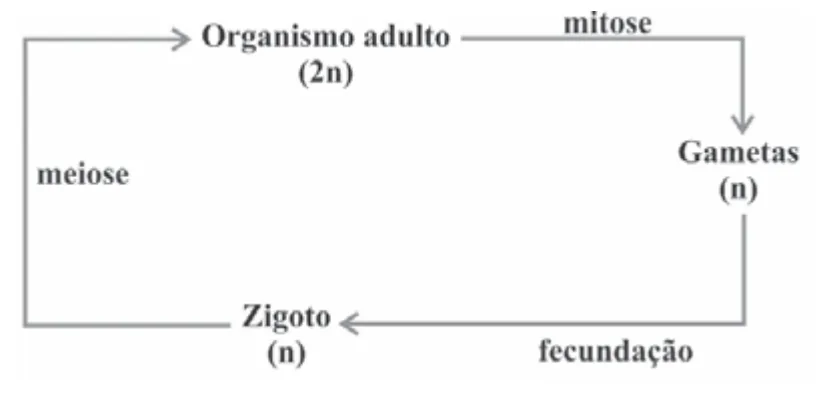 mitose
Organismo adulto
(2n)
Gametas
(n)
meiose
Zigoto
(n)
fecundação